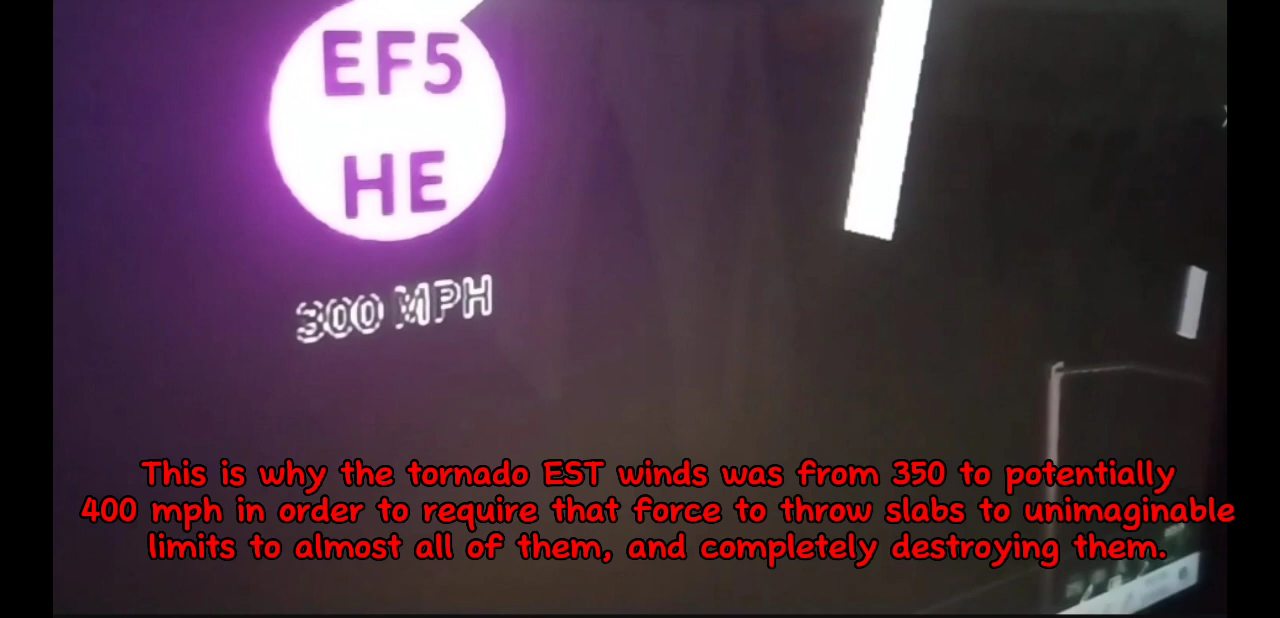 EF5
HE
300 MPH
This is why the tornado EST winds was from 350 to potentially
400 mph in order to require that force to throw slabs to unimaginable
limits to almost all of them, and completely destroying them.